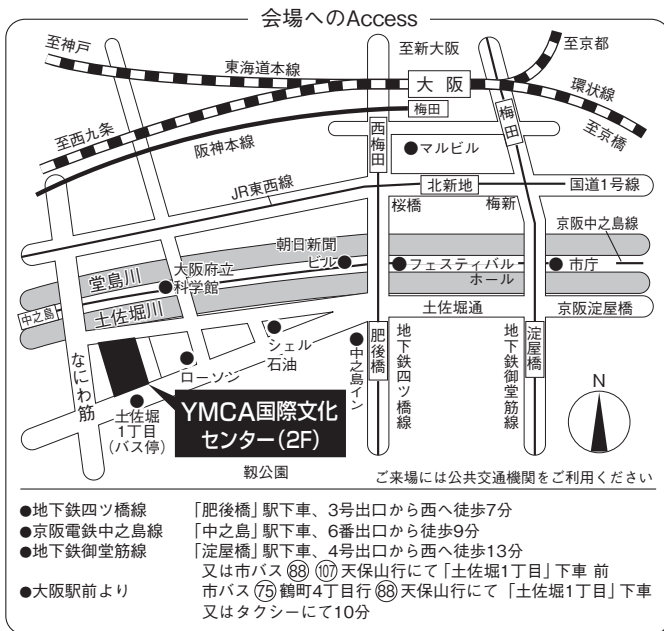 会場へのAccess
至神戸
東海道本線
至新大阪
至京都
大阪
環状線
梅田
至西九条
阪神本線
西梅田
梅田
至京橋
●マルビル
JR東西線
北新地
国道1号線
桜橋
梅新
京阪中之島線
朝日新聞
ビル
堂島川
大阪府立
科学館
フェスティバル
ホール
市庁
中之島
土佐堀川
土佐堀通
京阪淀屋橋
なにわ筋
シェル
石油
ローソン
中之島イン
肥後橋
地下鉄四ツ橋線
地下鉄御堂筋線
淀屋橋
N
土佐堀
1丁目
(バス停)
YMCA国際文化
センター(2F)
靱公園
ご来場には公共交通機関をご利用ください
●地下鉄四ツ橋線 「肥後橋」駅下車、3号出口から西へ徒歩7分
●京阪電鉄中之島線 「中之島」駅下車、6番出口から徒歩9分
●地下鉄御堂筋線 「淀屋橋」駅下車、4号出口から西へ徒歩13分
又は市バス88 107天保山行にて「土佐堀1丁目」下車 前
●大阪駅前より 市バス75鶴町4丁目行88天保山行にて「土佐堀1丁目」下車
又はタクシーにて10分